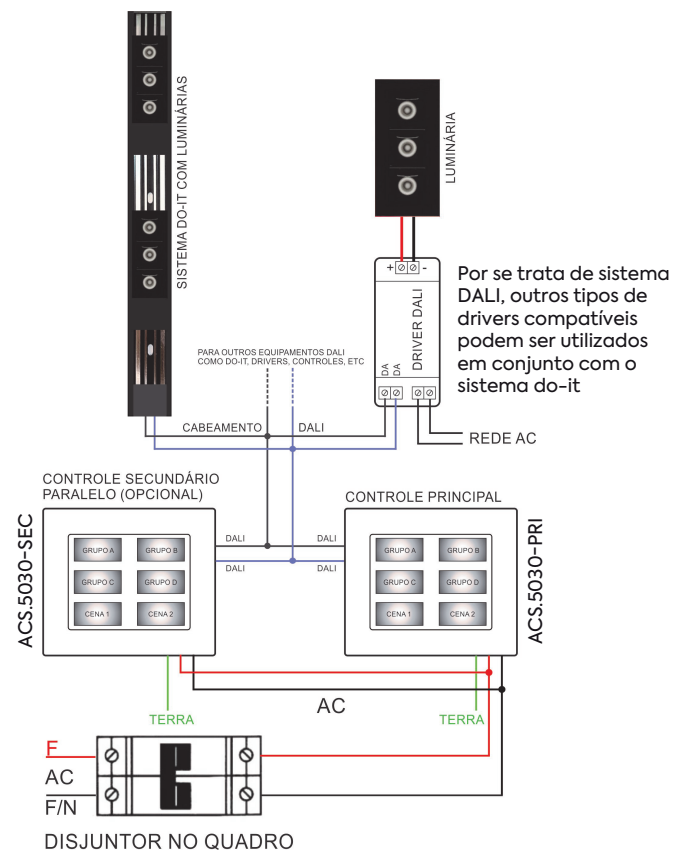 SISTEMA DO-IT COM LUMINÁRIAS
LUMINÁRIA
+ -
DRIVER DALI
DA
DA
Por se trata de sistema
DALI, outros tipos de
drivers compatíveis
podem ser utilizados
em conjunto com o
sistema do-it
PARA OUTROS EQUIPAMENTOS DALI
COMO DO-IT, DRIVERS, CONTROLES, ETC
CABEAMENTO DALI
REDE AC
CONTROLE SECUNDÁRIO
PARALELO (OPCIONAL)
ACS.5030-SEC
GRUPO A GRUPO B
GRUPO C GRUPO D
CENA 1 CENA 2
DALI DALI
DALI DALI
CONTROLE PRINCIPAL
ACS.5030-PRI
GRUPO A GRUPO B
GRUPO C GRUPO D
CENA 1 CENA 2
TERRA
AC
TERRA
F
AC
F/N
DISJUNTOR NO QUADRO